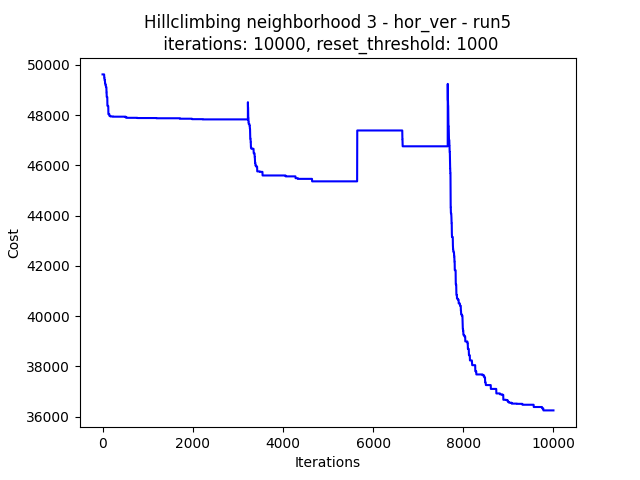 Hillclimbing neighborhood 3 - hor_ver - run5
iterations: 10000, reset_threshold: 1000
50000
48000
46000
44000
42000
40000
38000
36000
Cost
0 2000 4000 6000 8000 10000
Iterations